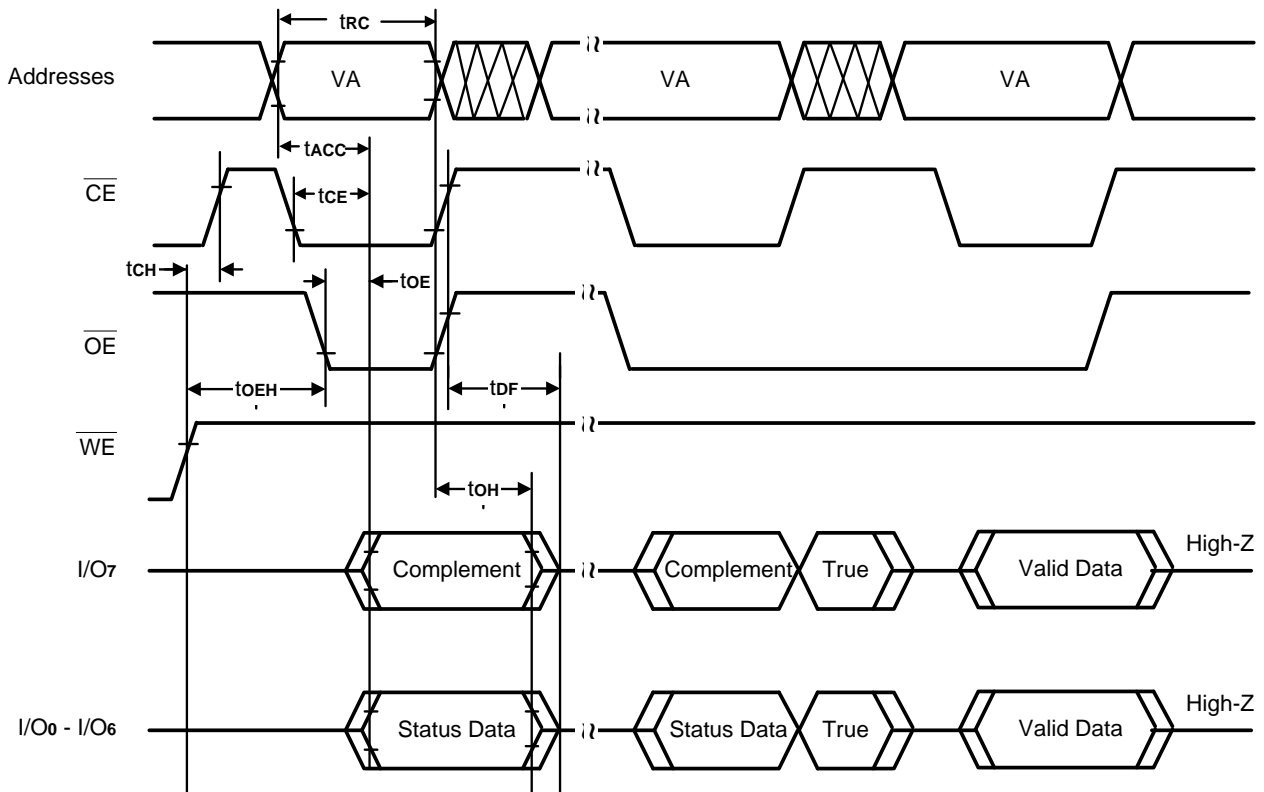 tRC
Addresses VA VA VA
tACC
CE tCE
tCH tOE
OE
tOEH tDF
WE
tOH
I/O7 Complement Complement True Valid Data High-Z
I/O0 - I/O6 Status Data Status Data True Valid Data High-Z